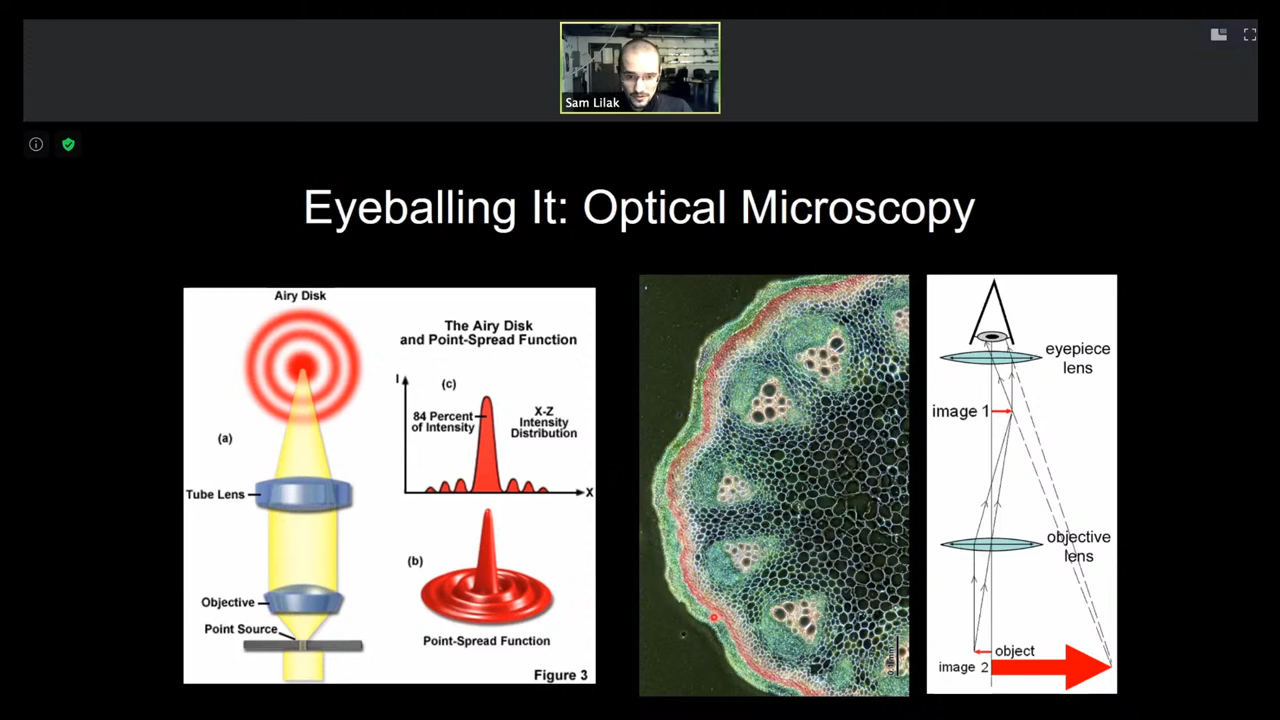 Sam Lilak
Eyeballing It: Optical Microscopy
Airy Disk
The Airy Disk
and Point-Spread Function
I
(c)
84 Percent
of Intensity
X-Z
Intensity
Distribution
X
(a)
Tube Lens
(b)
Objective
Point Source
Point-Spread Function
Figure 3
eyepiece
lens
image 1
objective
lens
object
image 2